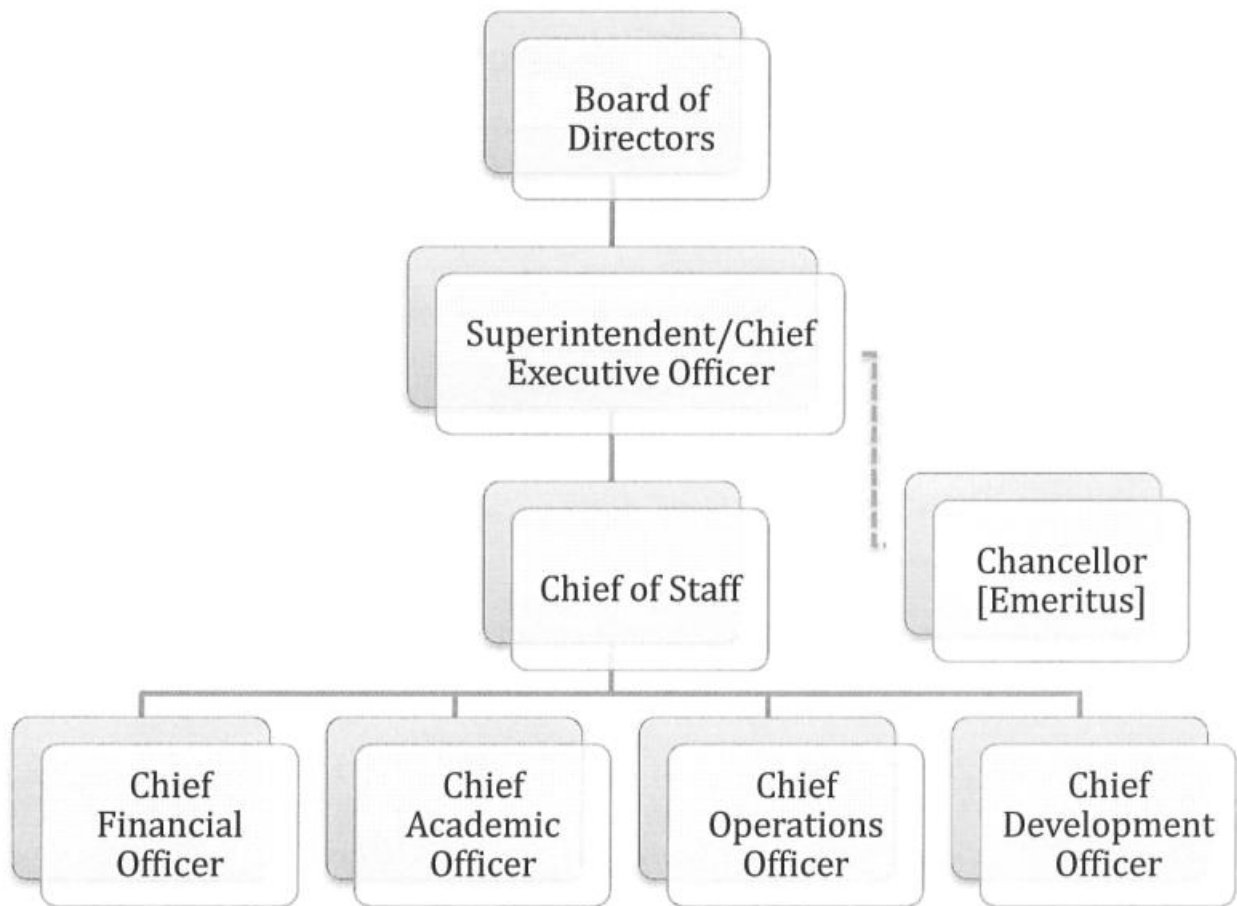 Board of
Directors
Superintendent/Chief
Executive Officer
Chief of Staff
Chancellor
[Emeritus]
Chief
Financial
Officer
Chief
Academic
Officer
Chief
Operations
Officer
Chief
Development
Officer